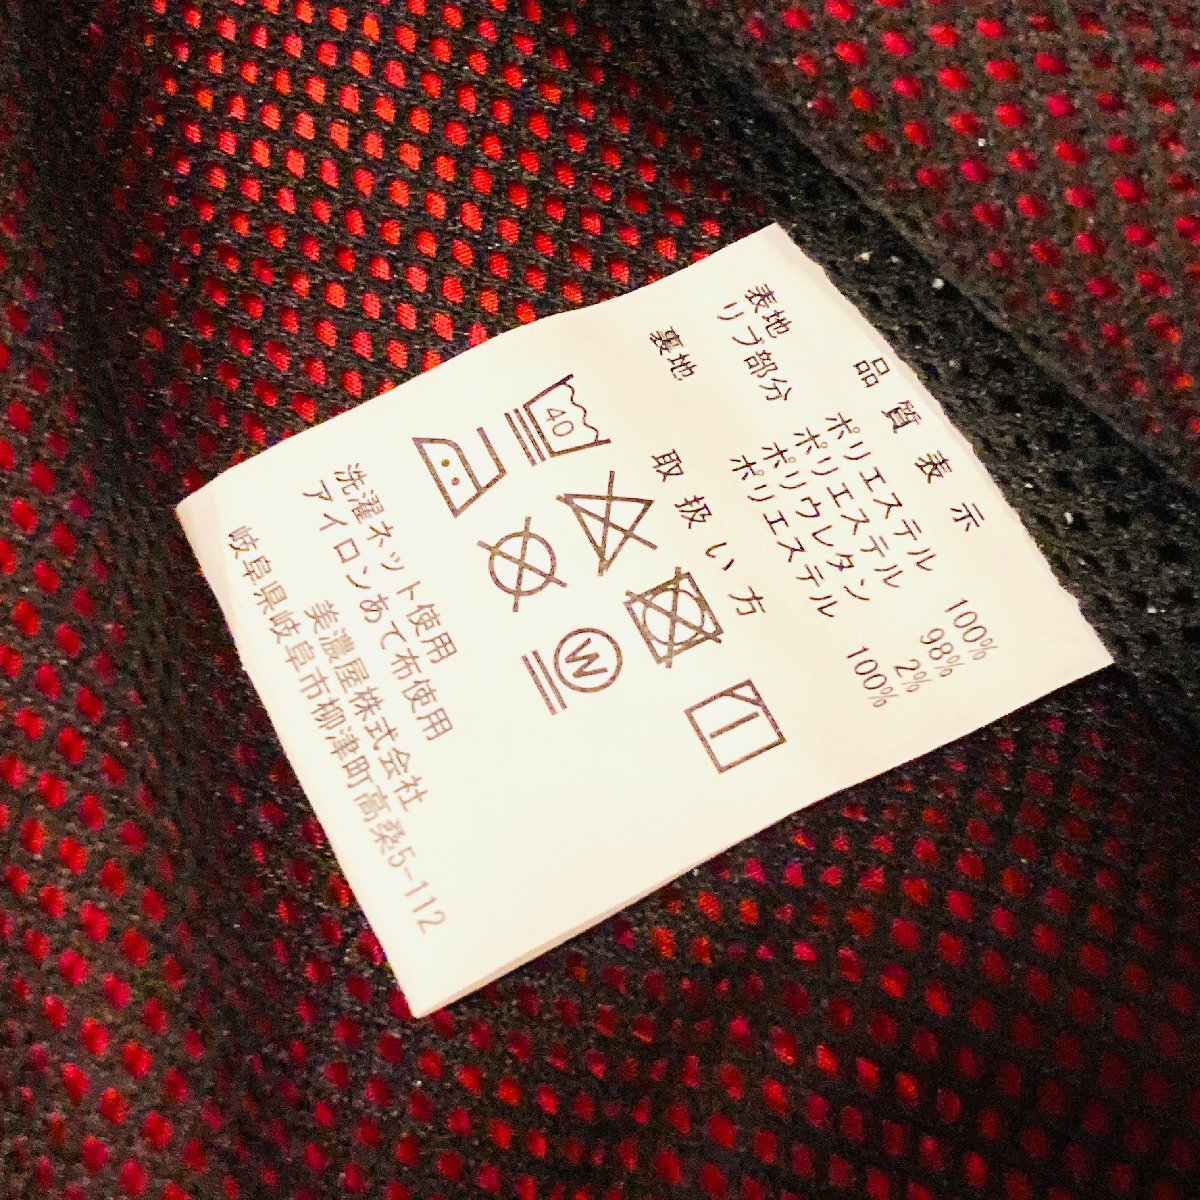 品質表示
表地 ポリエステル 100%
リブ部分 ポリエステル 98%
ポリウレタン 2%
裏地 ポリエステル 100%
取扱い方
40
W
洗濯ネット使用
アイロンあて布使用
美濃屋株式会社
岐阜県岐阜市柳津町高桑5-112